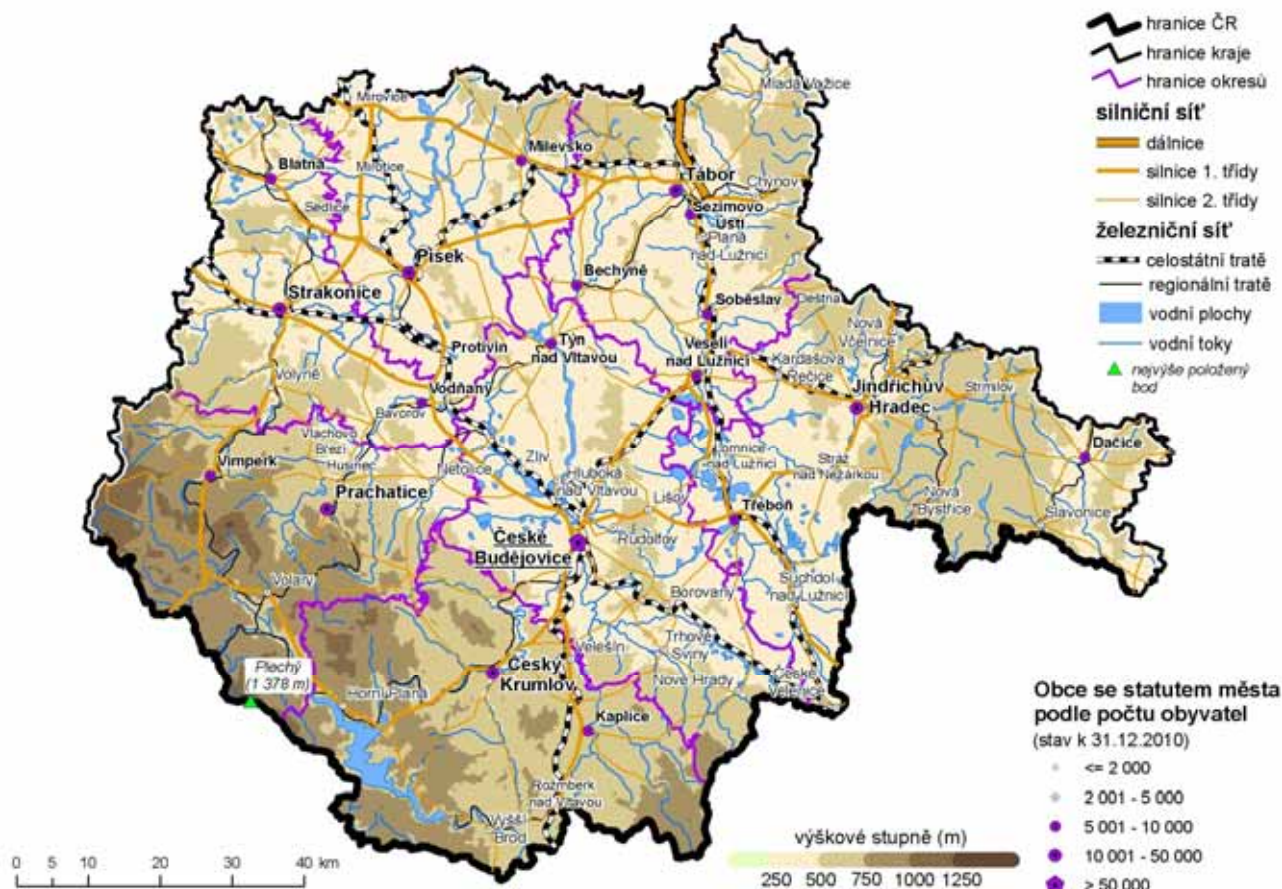 hranice ČR
hranice kraje
hranice okresů
silniční síť
dálnice
silnice 1. třídy
silnice 2. třídy
železniční síť
celostátní tratě
regionální tratě
vodní plochy
vodní toky
nejvýše položený
bod
Mladá Važice
Mirovice
Milevsko
Blatná
Mirotice
Tábor
Chýnov
Sedlice
Sezimovo
Ústí
Planá
nad Lužnicí
Písek
Bechyně
Strakonice
Soběslav
Deštná
Nová
Včelnice
Týn
nad Vltavou
Protivín
Veselí
nad Lužnicí
Kardašova
Řečice
Volyně
Vodňany
Jindřichův
Hradec
Strmilov
Bavorov
Vlachovo
Březí
Husinec
Dačice
Vimperk
Netolice
Zliv
Hluboká
nad Vltavou
Lomnice
nad Lužnicí
Stráž
nad Nežárkou
Prachatice
Lišov
Třeboň
Nová
Bystřice
Slavonice
České
Budějovice
Rudolfov
Volary
Borovany
Suchdol
nad Lužnicí
Velešín
Trhové
Sviny
Plechý
(1 378 m)
Horní Planá
Český
Krumlov
Nové Hrady
České
Velenice
Kaplice
Rožmberk
nad Vltavou
Vyšší
Brod
Obce se statutem města
podle počtu obyvatel
(stav k 31.12.2010)
<= 2 000
2 001 - 5 000
5 001 - 10 000
10 001 - 50 000
> 50 000
výškové stupně (m)
250 500 750 1000 1250
0 5 10 20 30 40 km